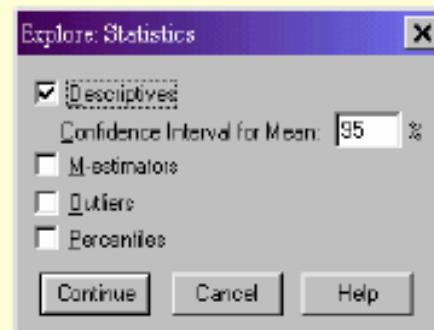 Explore: Statistics
Descriptives
Confidence Interval for Mean: 95 %
M-estimators
Outliers
Percentiles
Continue Cancel Help